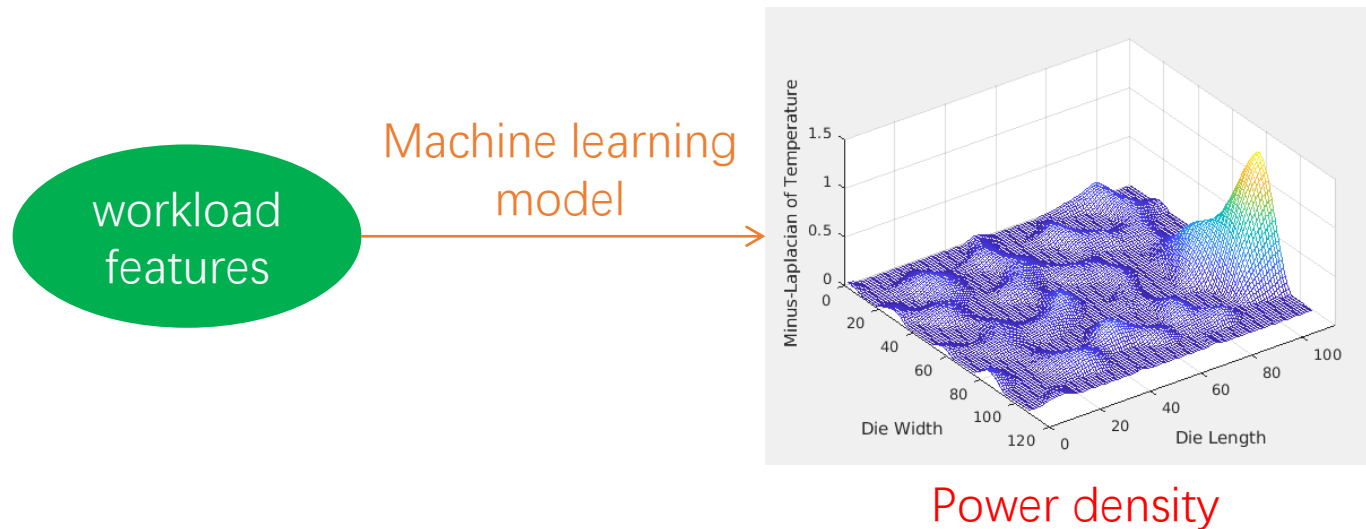 workload
features
Machine learning
model
Minus-Laplacian of Temperature
1.5
1
0.5
0
0
20
40
60
80
100
120
Die Width
0
20
40
60
80
100
Die Length
Power density